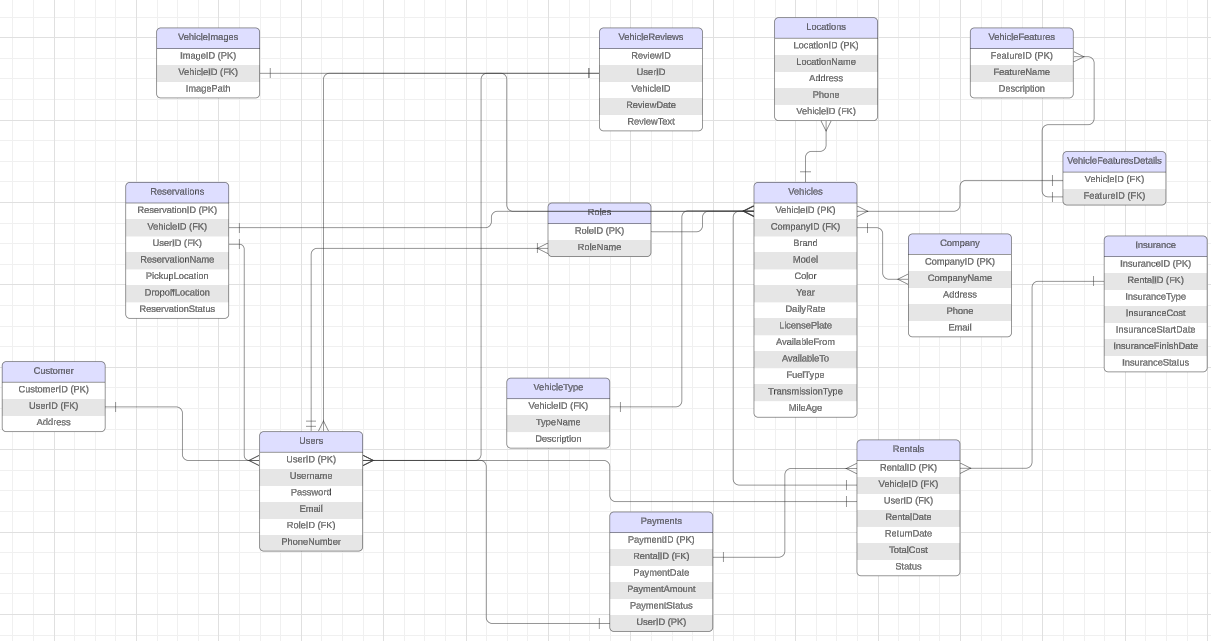 VehicleImages
ImageID (PK)
VehicleID (FK)
ImagePath
VehicleReviews
ReviewID
UserID
VehicleID
ReviewDate
ReviewText
Locations
LocationID (PK)
LocationName
Address
Phone
VehicleID (FK)
VehicleFeatures
FeatureID (PK)
FeatureName
Description
VehicleFeaturesDetails
VehicleID (FK)
FeatureID (FK)
Reservations
ReservationID (PK)
VehicleID (FK)
UserID (FK)
ReservationName
PickupLocation
DropoffLocation
ReservationStatus
Roles
RoleID (PK)
RoleName
Vehicles
VehicleID (PK)
CompanyID (FK)
Brand
Model
Color
Year
DailyRate
LicensePlate
AvailableFrom
AvailableTo
FuelType
TransmissionType
MileAge
Company
CompanyID (PK)
CompanyName
Address
Phone
Email
Insurance
InsuranceID (PK)
RentalID (FK)
InsuranceType
InsuranceCost
InsuranceStartDate
InsuranceFinishDate
InsuranceStatus
Customer
CustomerID (PK)
UserID (FK)
Address
VehicleType
VehicleID (FK)
TypeName
Description
Users
UserID (PK)
Username
Password
Email
RoleID (FK)
PhoneNumber
Rentals
RentalID (PK)
VehicleID (FK)
UserID (FK)
RentalDate
ReturnDate
TotalCost
Status
Payments
PaymentID (PK)
RentalID (FK)
PaymentDate
PaymentAmount
PaymentStatus
UserID (PK)